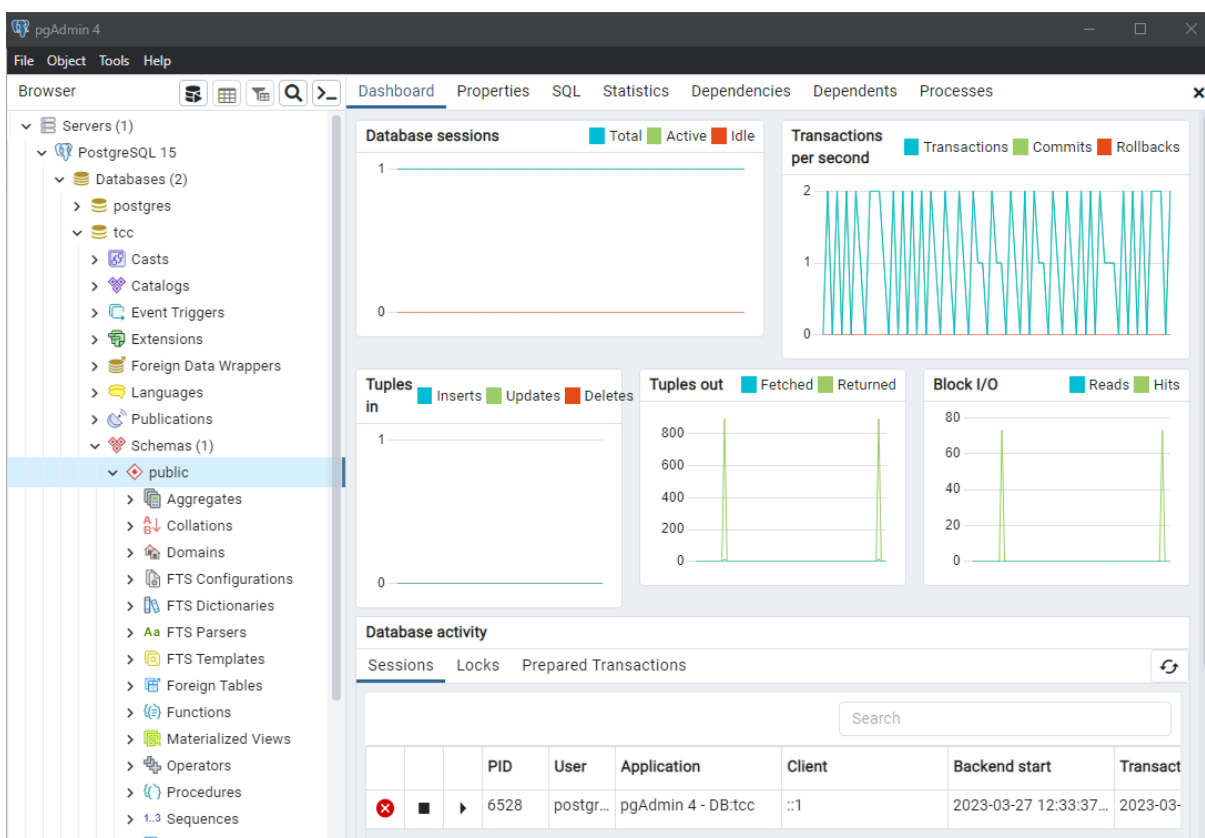 pgAdmin 4
File Object Tools Help
Browser
Dashboard Properties SQL Statistics Dependencies Dependents Processes
Servers (1)
PostgreSQL 15
Databases (2)
postgres
tcc
Casts
Catalogs
Event Triggers
Extensions
Foreign Data Wrappers
Languages
Publications
Schemas (1)
public
Aggregates
Collations
Domains
FTS Configurations
FTS Dictionaries
Aa FTS Parsers
FTS Templates
Foreign Tables
Functions
Materialized Views
Operators
Procedures
1..3 Sequences
Database sessions Total Active Idle
1
0
Transactions per second Transactions Commits Rollbacks
2
1
0
Tuples in Inserts Updates Deletes
1
0
Tuples out Fetched Returned
800
600
400
200
0
Block I/O Reads Hits
80
60
40
20
0
Database activity
Sessions Locks Prepared Transactions
Search
PID User Application Client Backend start Transact
6528 postgr... pgAdmin 4 - DB:tcc ::1 2023-03-27 12:33:37... 2023-03-